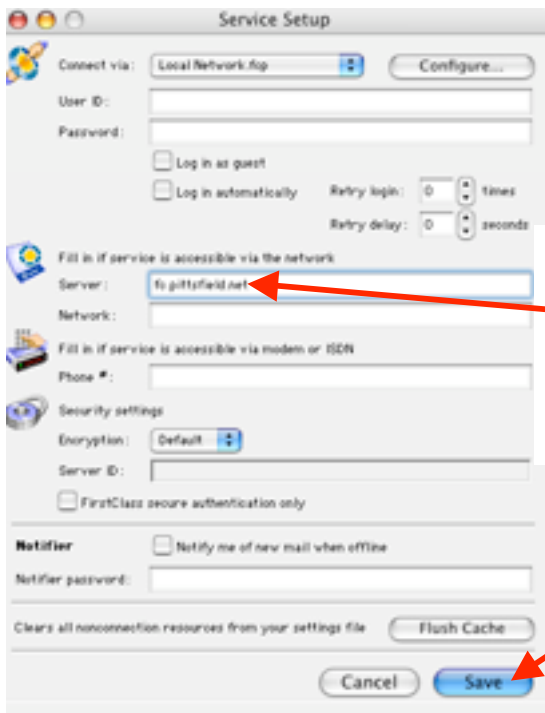 Service Setup
Connect via: Local Network.fcp Configure...
User ID:
Password:
Log in as guest
Log in automatically Retry login: 0 times
Retry delay: 0 seconds
Fill in if service is accessible via the network
Server: fc.pittsfield.net
Network:
Fill in if service is accessible via modem or ISDN
Phone #:
Security settings
Encryption: Default
Server ID:
FirstClass secure authentication only
Notifier Notify me of new mail when offline
Notifier password:
Clears all nonconnection resources from your settings file Flush Cache
Cancel Save